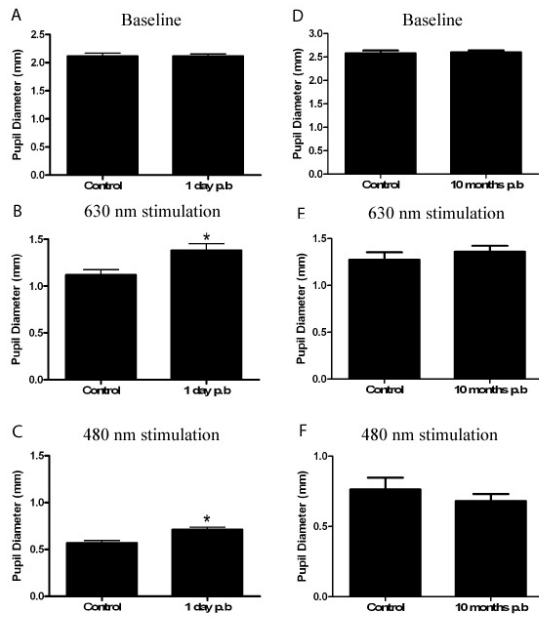 A
Baseline
Pupil Diameter (mm)
2.5
2.0
1.5
1.0
0.5
0.0
Control
1 day p.b
D
Baseline
Pupil Diameter (mm)
3.0
2.5
2.0
1.5
1.0
0.5
0.0
Control
10 months p.b
B
630 nm stimulation
Pupil Diameter (mm)
1.5
1.0
0.5
0.0
*
Control
1 day p.b
E
630 nm stimulation
Pupil Diameter (mm)
1.5
1.0
0.5
0.0
Control
10 months p.b
C
480 nm stimulation
Pupil Diameter (mm)
1.5
1.0
0.5
0.0
*
Control
1 day p.b
F
480 nm stimulation
Pupil Diameter (mm)
1.0
0.5
0.0
Control
10 months p.b